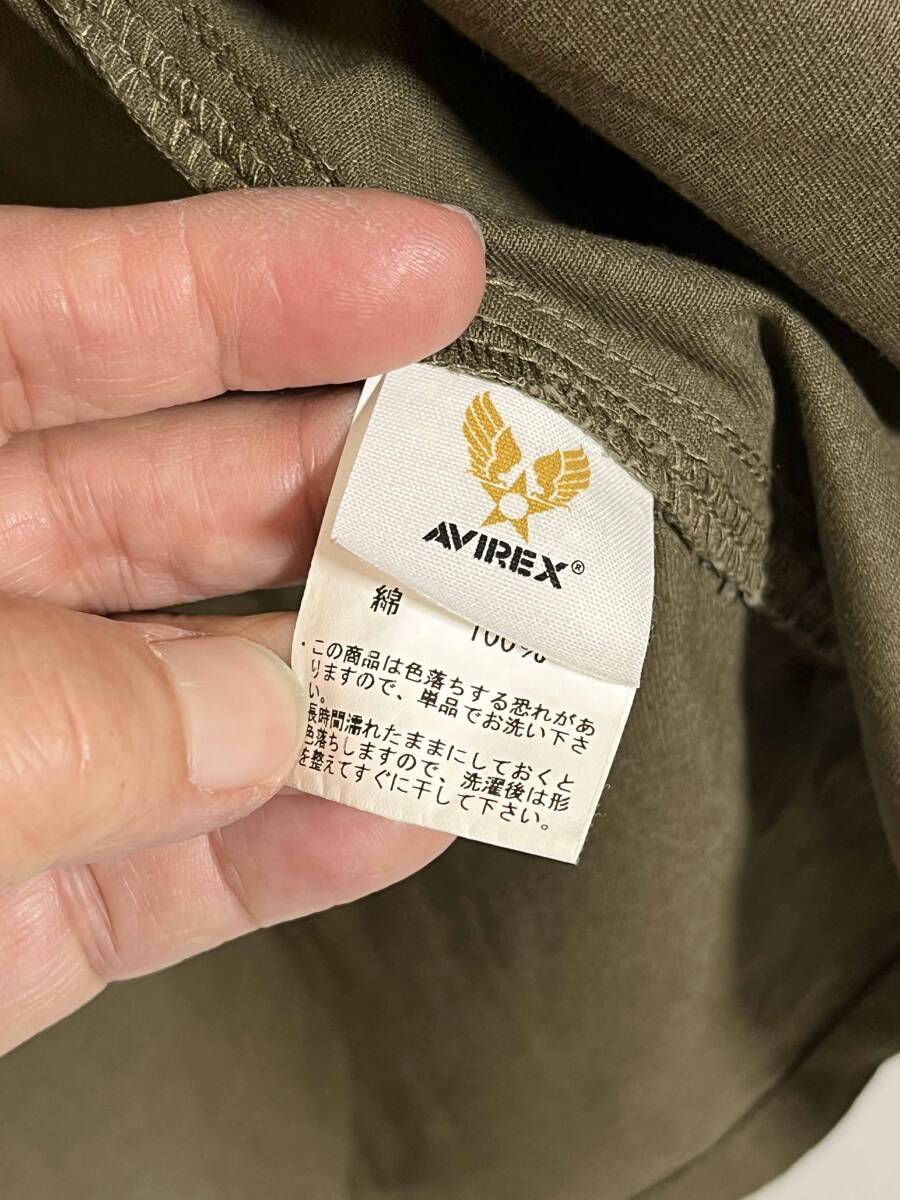 AVIREX®
綿
100%
・この商品は色落ちする恐れがあ
りますので、単品でお洗い下さ
い。
長時間濡れたままにしておくと
色落ちしますので、洗濯後は形
を整えてすぐに干して下さい。